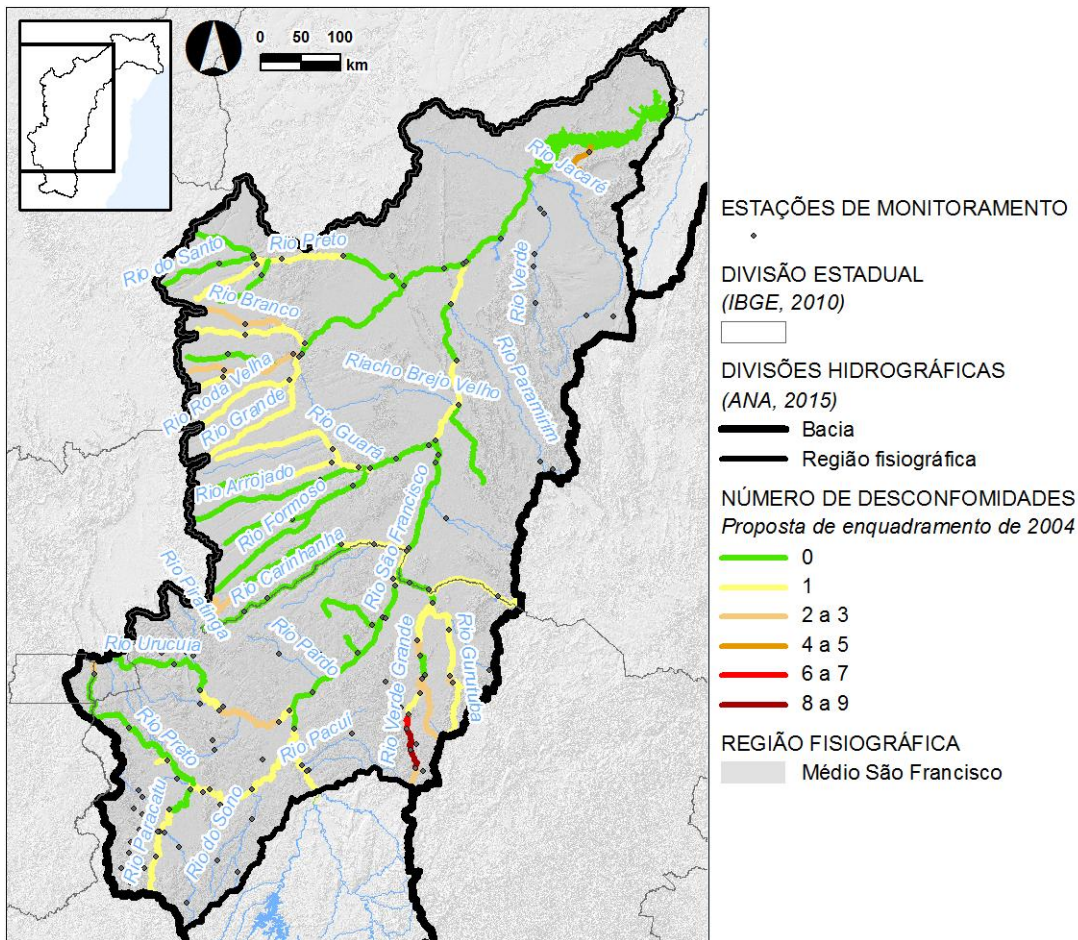 0 50 100
km
Rio Jacaré
Rio Preto
Rio do Santo
Rio Verde
Rio Branco
Rio Paramirim
Riacho Brejo Velho
Rio Roda Velha
Rio Grande
Rio Guará
Rio Arrojado
Rio Formoso
Rio São Francisco
Rio Carinhanha
Rio Piratinga
Rio Urucuia
Rio Pardo
Rio Verde Grande
Rio Gurutuba
Rio Preto
Rio Pacuí
Rio Paracatu
Rio do Sono
ESTAÇÕES DE MONITORAMENTO
DIVISÃO ESTADUAL
(IBGE, 2010)
DIVISÕES HIDROGRÁFICAS
(ANA, 2015)
Bacia
Região fisiográfica
NÚMERO DE DESCONFOMIDADES
Proposta de enquadramento de 2004
0
1
2 a 3
4 a 5
6 a 7
8 a 9
REGIÃO FISIOGRÁFICA
Médio São Francisco